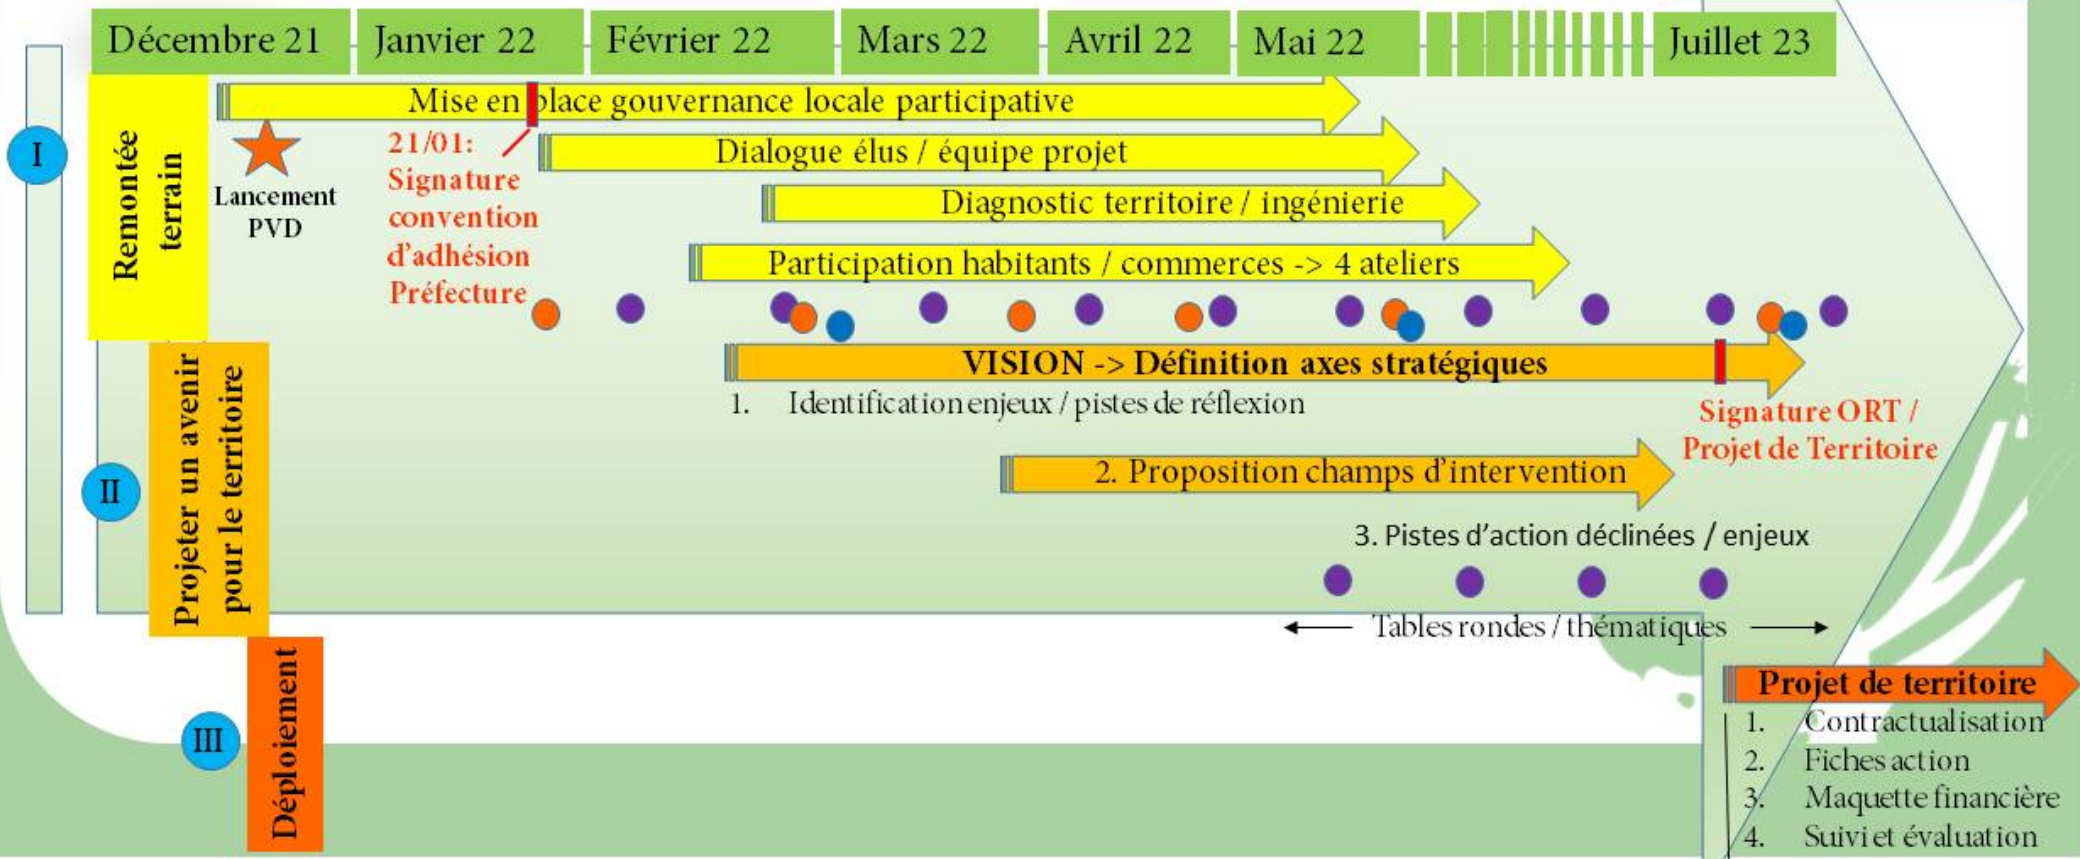 Décembre 21
Janvier 22
Février 22
Mars 22
Avril 22
Mai 22
Juillet 23
I
Remontée
terrain
Mise en place gouvernance locale participative
Lancement
PVD
21/01:
Signature
convention
d'adhésion
Préfecture
Dialogue élus / équipe projet
Diagnostic territoire / ingénierie
Participation habitants / commerces -> 4 ateliers
II
Projeter un avenir
pour le territoire
VISION -> Définition axes stratégiques
1. Identification enjeux / pistes de réflexion
Signature ORT /
Projet de Territoire
2. Proposition champs d'intervention
3. Pistes d'action déclinées / enjeux
Tables rondes / thématiques
III
Déploiement
Projet de territoire
1. Contractualisation
2. Fiches action
3. Maquette financière
4. Suivi et évaluation